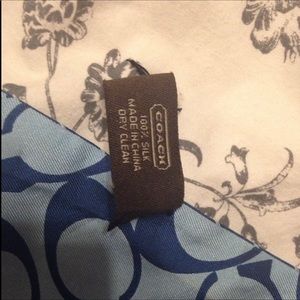 COACH
100% SILK
MADE IN CHINA
DRY CLEAN